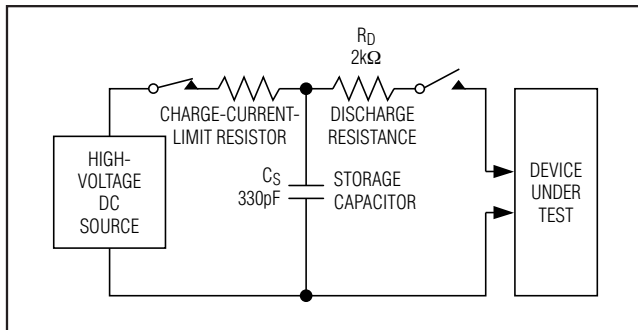 R_D
2kΩ
CHARGE-CURRENT-
LIMIT RESISTOR
DISCHARGE
RESISTANCE
HIGH-
VOLTAGE
DC
SOURCE
C_S
330pF
STORAGE
CAPACITOR
DEVICE
UNDER
TEST